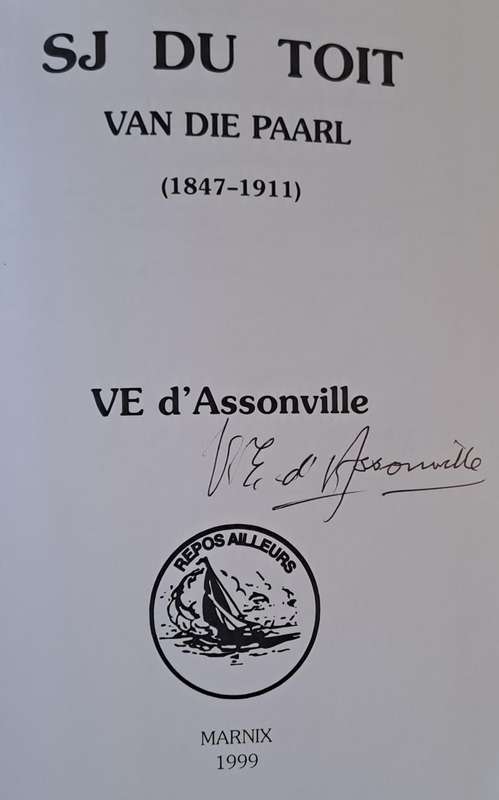 SJ DU TOIT
VAN DIE PAARL
(1847–1911)
VE d'Assonville
VE d'Assonville
REPOS AILLEURS
MARNIX
1999